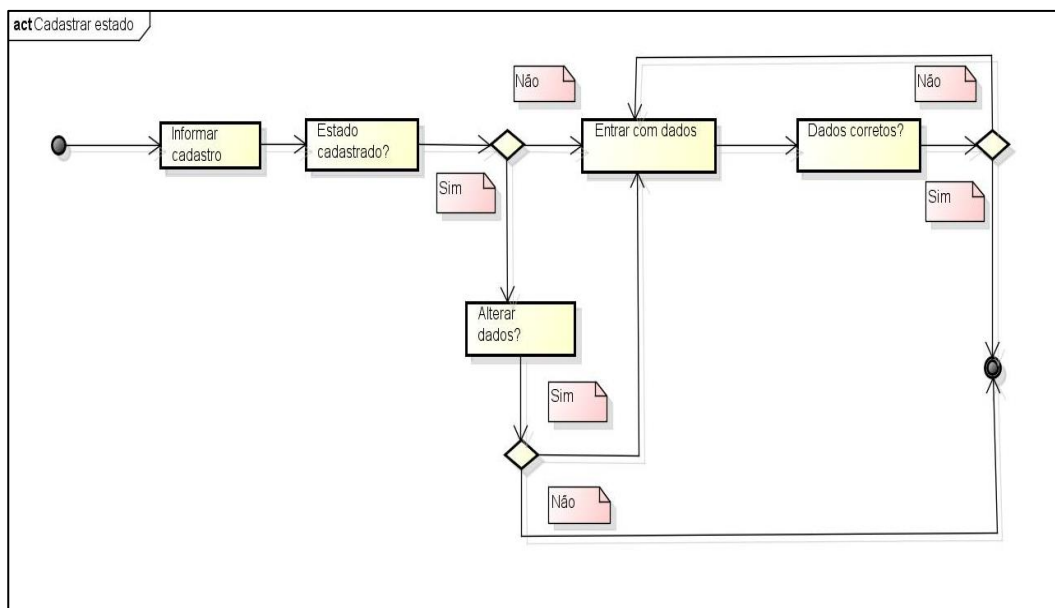 act Cadastrar estado
Não
Não
Informar
cadastro
Estado
cadastrado?
Entrar com dados
Dados corretos?
Sim
Sim
Alterar
dados?
Sim
Não